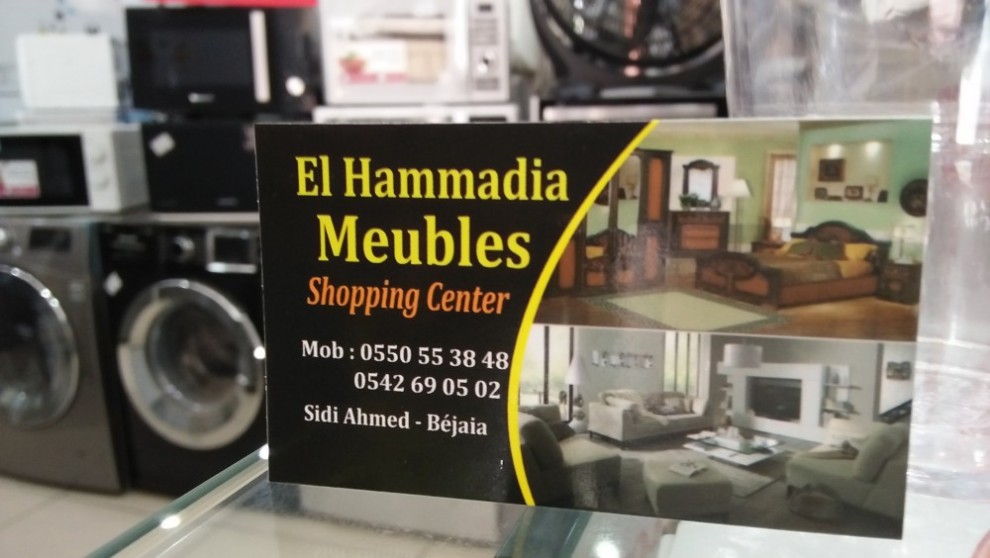 El Hammadia
Meubles
Shopping Center
Mob : 0550 55 38 48
0542 69 05 02
Sidi Ahmed - Béjaia